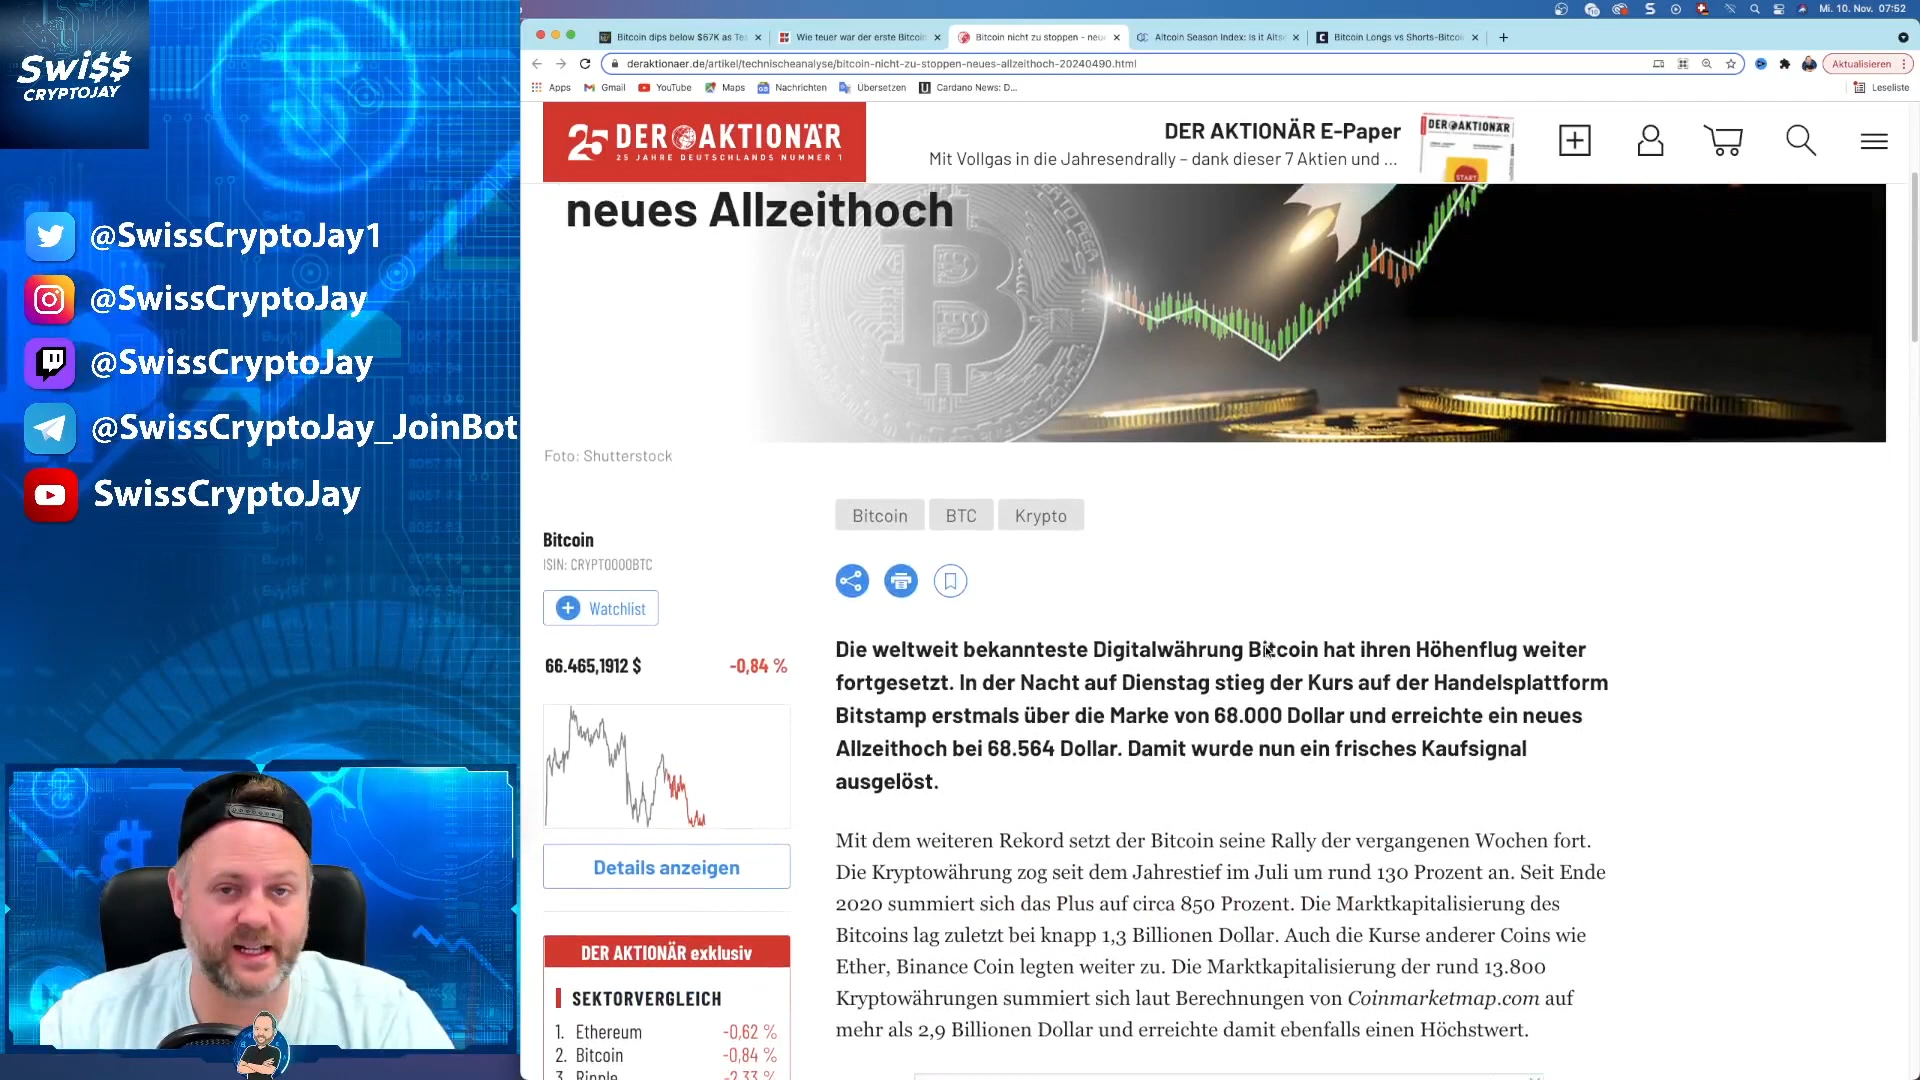 Swi$$
CRYPTOJAY
@SwissCryptoJay1
@SwissCryptoJay
@SwissCryptoJay
@SwissCryptoJay_JoinBot
SwissCryptoJay
Mi. 10. Nov. 07:52
Bitcoin dips below $67K as Te
Wie teuer war der erste Bitcoin
Bitcoin nicht zu stoppen - neu
Altcoin Season Index: Is it Alts
Bitcoin Longs vs Shorts-Bitcoi
deraktionaer.de/artikel/technischeanalyse/bitcoin-nicht-zu-stoppen-neues-allzeithoch-20240490.html
Aktualisieren
Apps
Gmail
YouTube
Maps
Nachrichten
Übersetzen
Cardano News: D...
Leseliste
25 DER AKTIONÄR
25 JAHRE DEUTSCHLANDS NUMMER 1
DER AKTIONÄR E-Paper
Mit Vollgas in die Jahresendrally – dank dieser 7 Aktien und ...
DER AKTIONÄR
START
neues Allzeithoch
Foto: Shutterstock
Bitcoin
BTC
Krypto
Bitcoin
ISIN: CRYPTO000BTC
Watchlist
66.465,1912 $
-0,84 %
Details anzeigen
DER AKTIONÄR exklusiv
SEKTORVERGLEICH
1. Ethereum -0,62 %
2. Bitcoin -0,84 %
3. Ripple -2,33 %
Die weltweit bekannteste Digitalwährung Bitcoin hat ihren Höhenflug weiter
fortgesetzt. In der Nacht auf Dienstag stieg der Kurs auf der Handelsplattform
Bitstamp erstmals über die Marke von 68.000 Dollar und erreichte ein neues
Allzeithoch bei 68.564 Dollar. Damit wurde nun ein frisches Kaufsignal
ausgelöst.
Mit dem weiteren Rekord setzt der Bitcoin seine Rally der vergangenen Wochen fort.
Die Kryptowährung zog seit dem Jahrestief im Juli um rund 130 Prozent an. Seit Ende
2020 summiert sich das Plus auf circa 850 Prozent. Die Marktkapitalisierung des
Bitcoins lag zuletzt bei knapp 1,3 Billionen Dollar. Auch die Kurse anderer Coins wie
Ether, Binance Coin legten weiter zu. Die Marktkapitalisierung der rund 13.800
Kryptowährungen summiert sich laut Berechnungen von Coinmarketmap.com auf
mehr als 2,9 Billionen Dollar und erreichte damit ebenfalls einen Höchstwert.